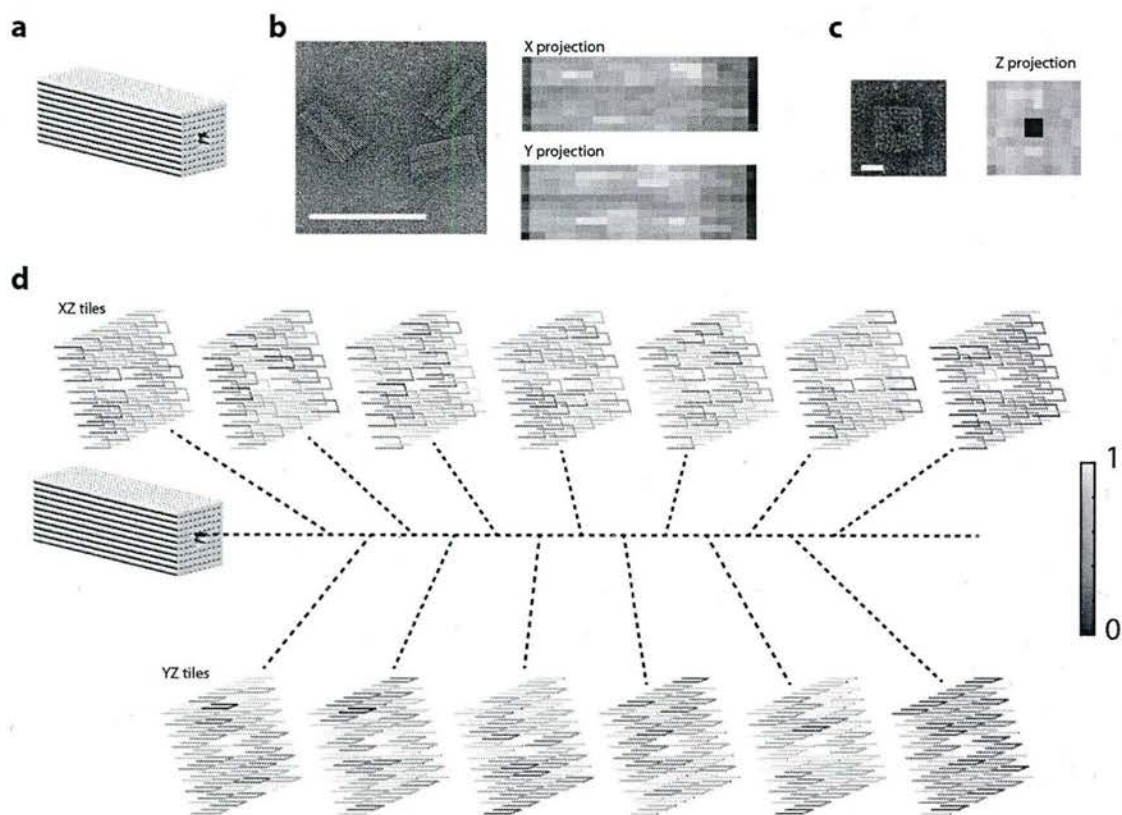 a
b
X projection
Y projection
c
Z projection
d
XZ tiles
1
0
YZ tiles